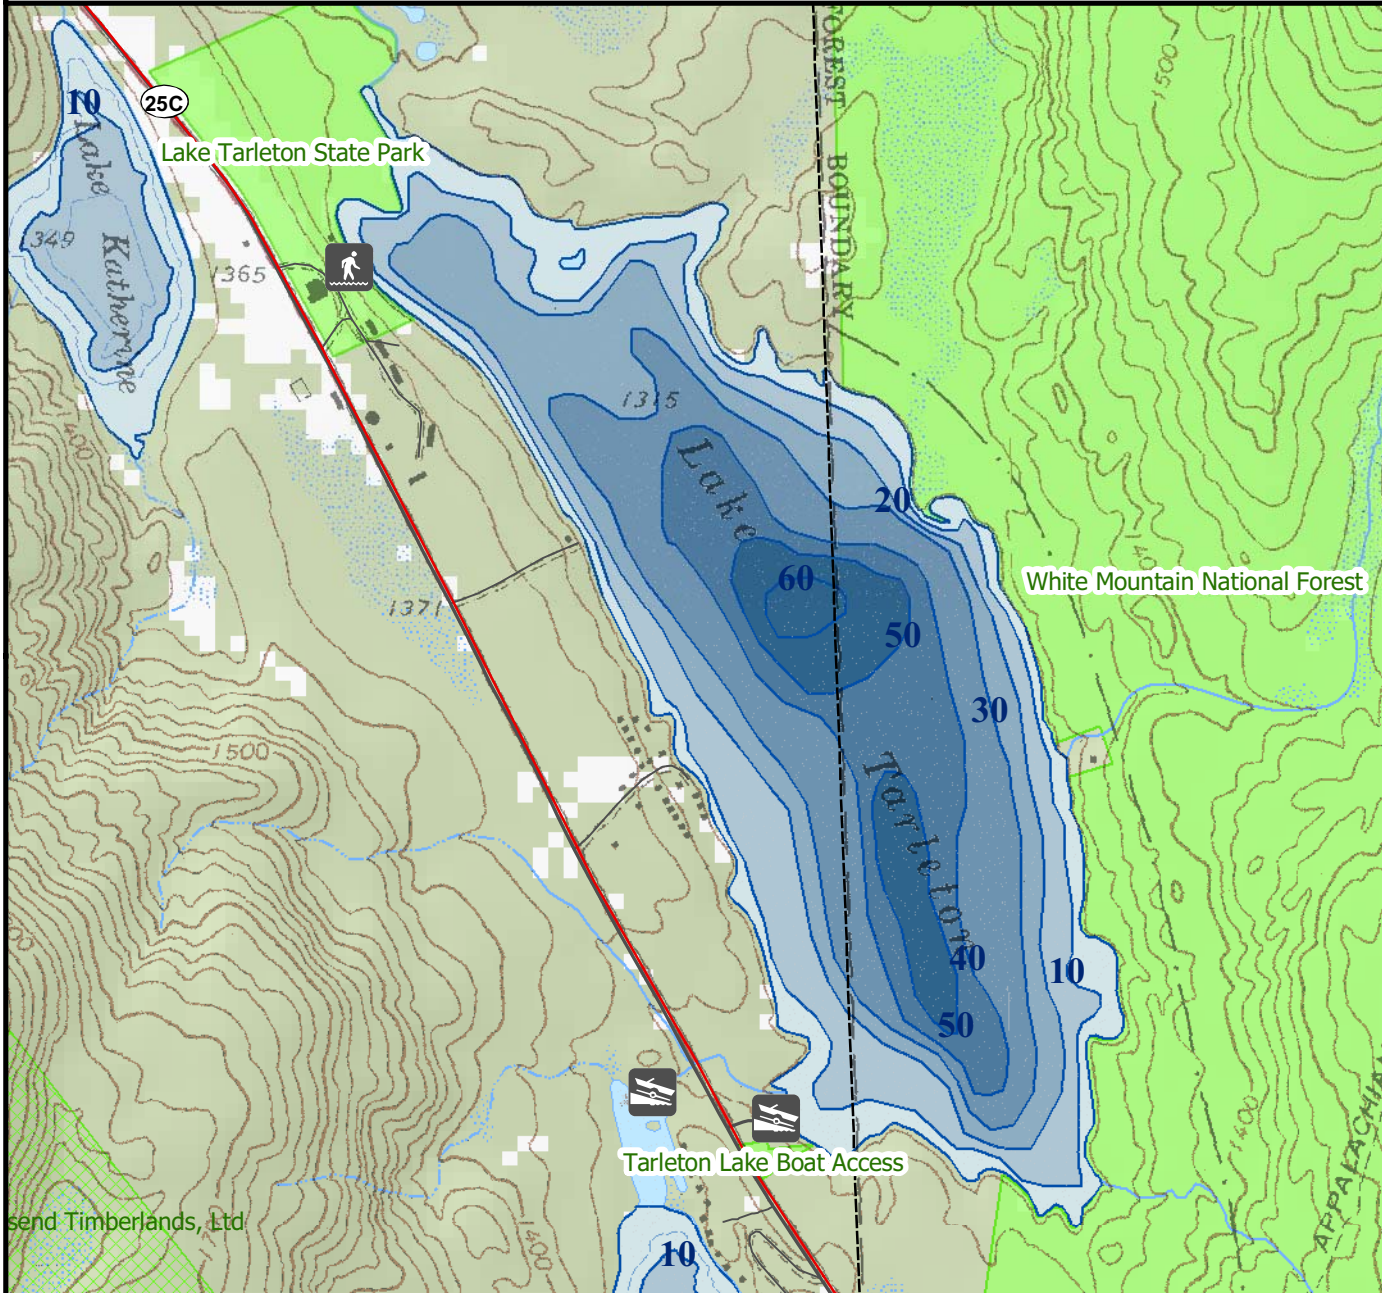 FOREST BOUNDARY
1500
10
25C
Lake Tarleton State Park
Lake Katherine
1349
1365
1315
1400
Lake Tarleton
20
60
White Mountain National Forest
1371
50
30
1500
40
10
50
Tarleton Lake Boat Access
1400
1400
APPALACHIAN
send Timberlands, Ltd
10